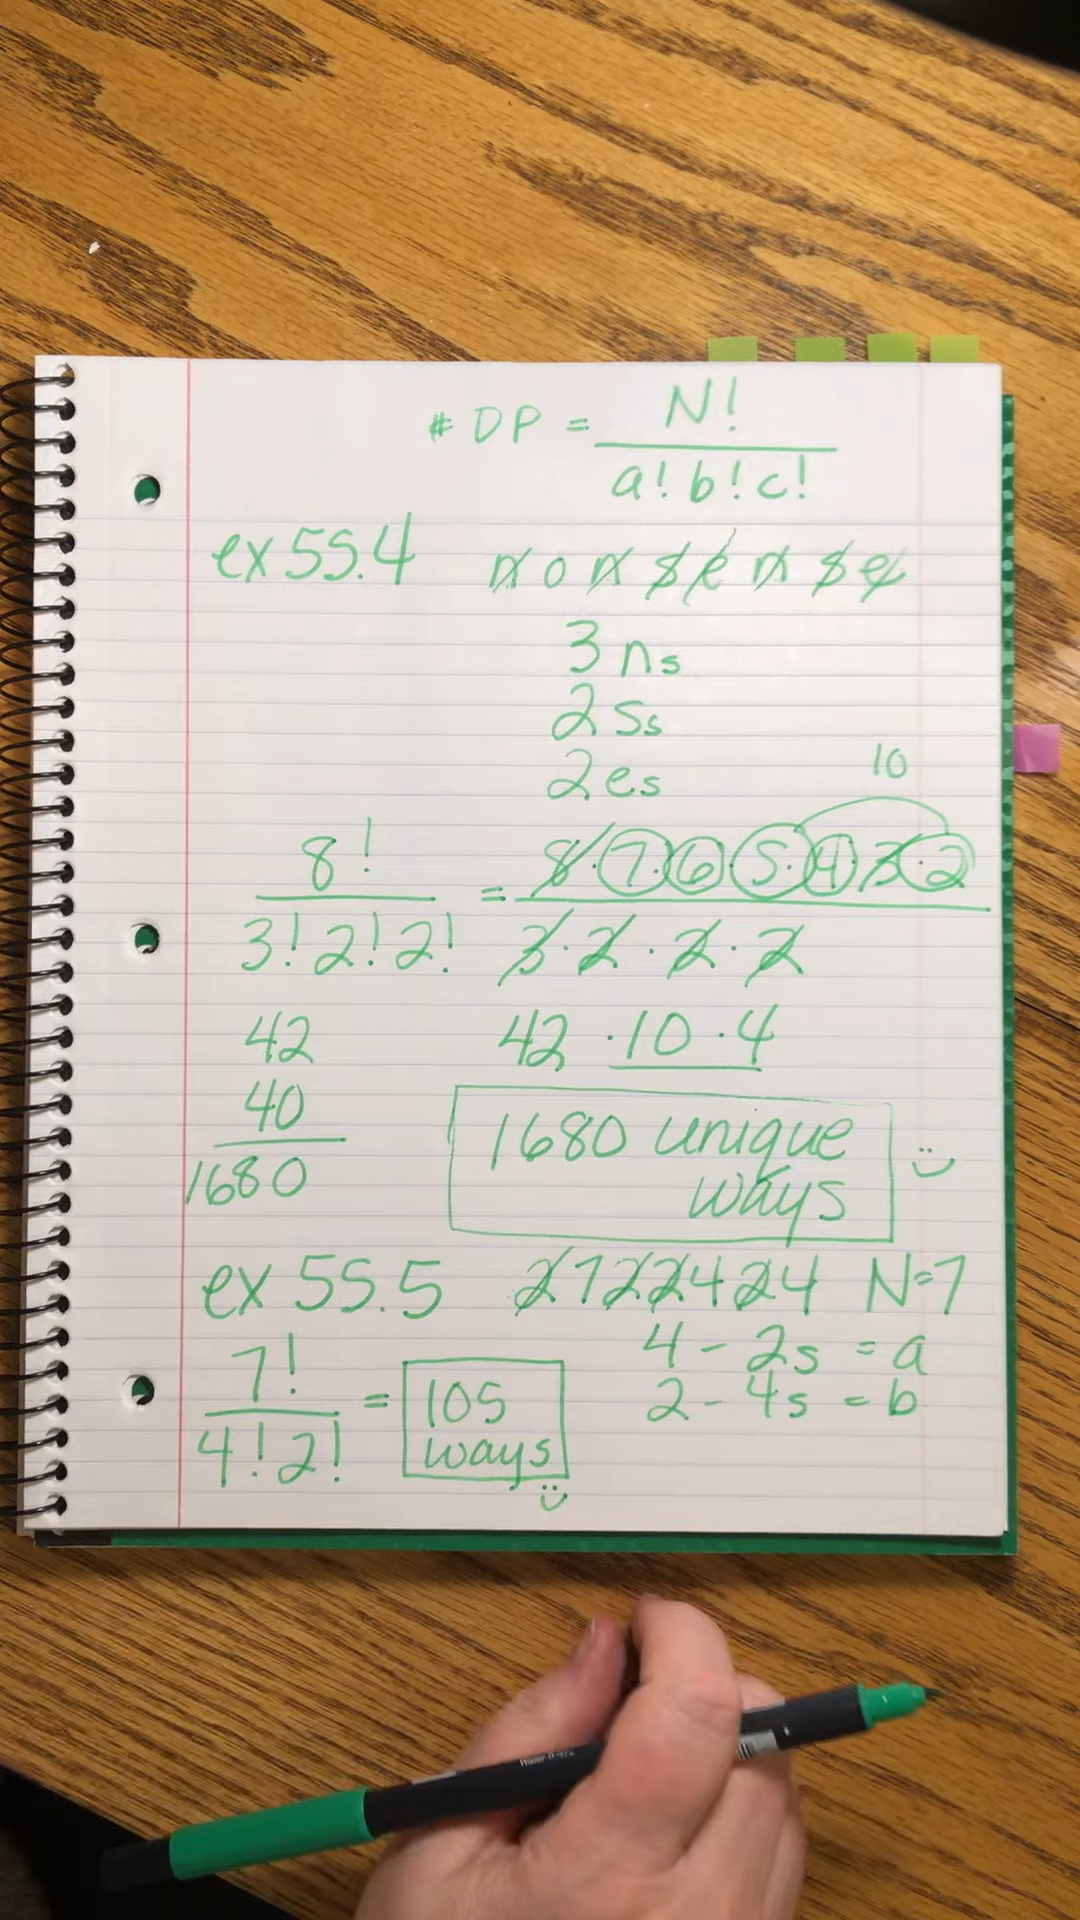 # DP = N! / a! b! c!
ex 55.4 nonsense
3 ns
2 Ss
2 es
10
8! / 3! 2! 2! = 8·7·6·5·4·3·2 / 3·2·2·2
42 42 · 10 · 4
40
1680
1680 unique
ways
ex 55.5 2722424 N=7
4 - 2s = a
2 - 4s = b
7! / 4! 2! = 105
ways